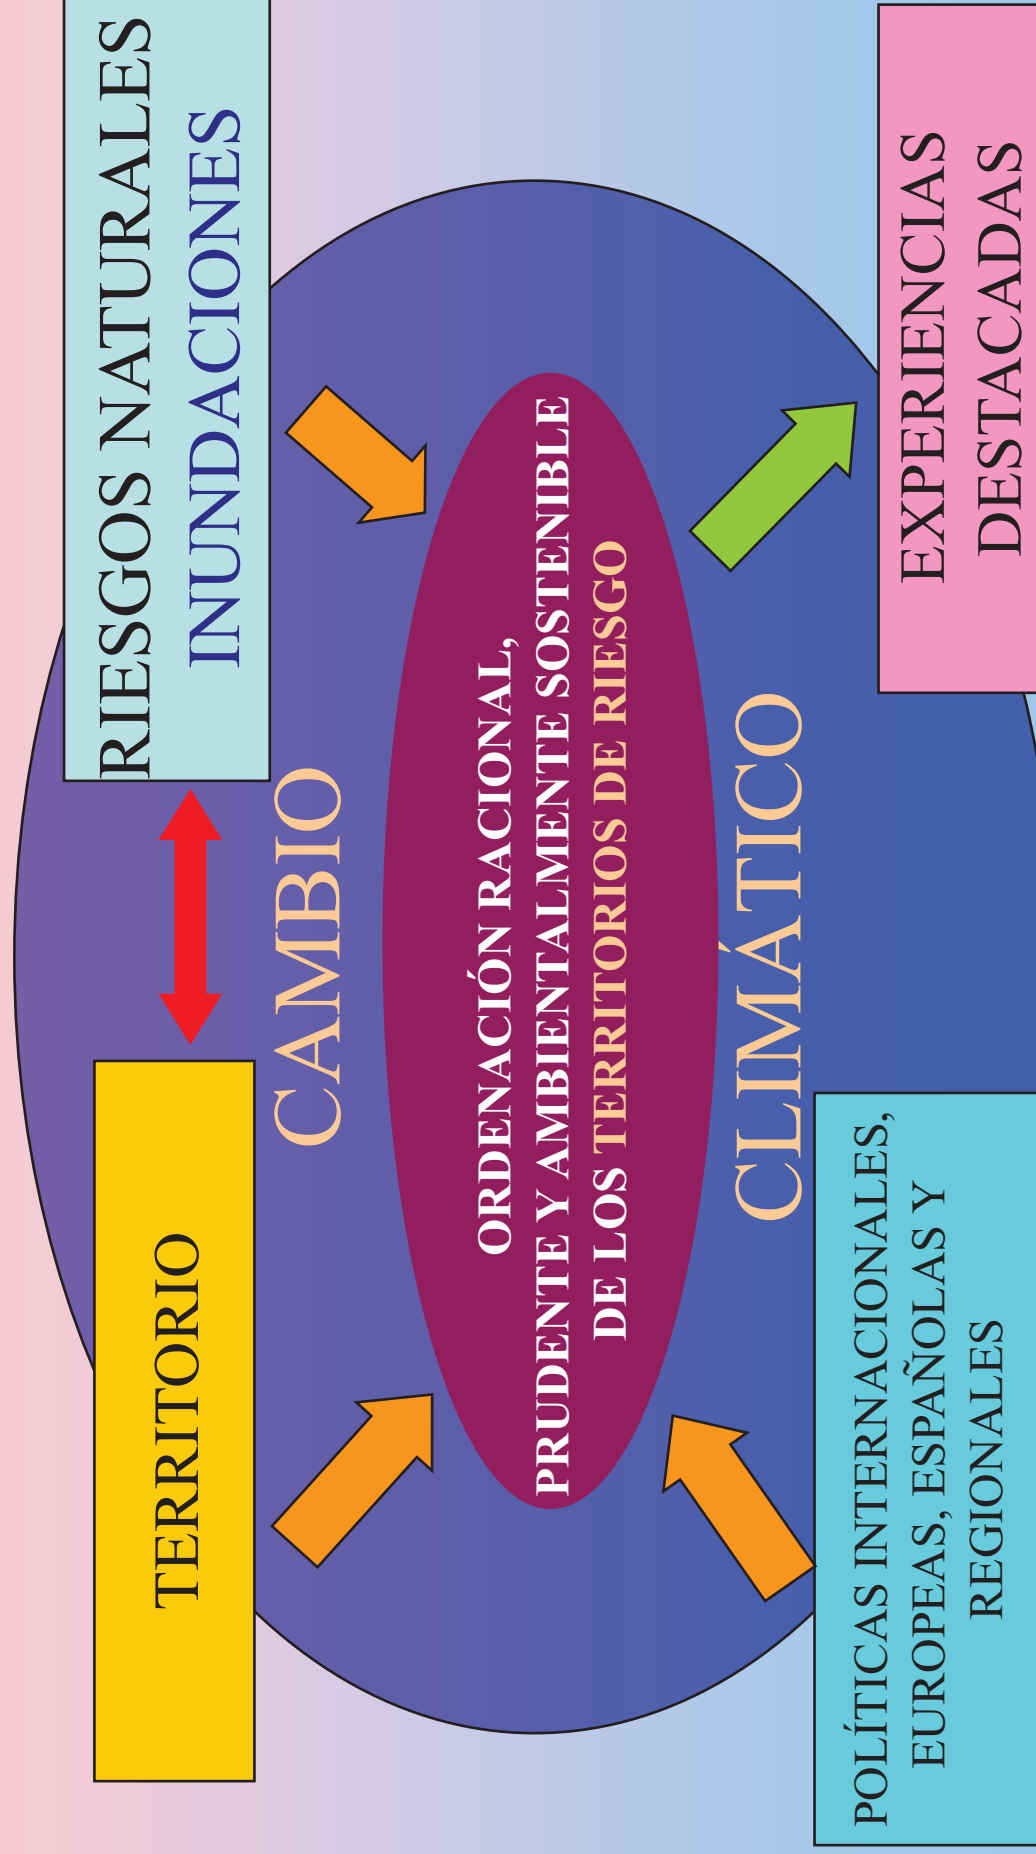 TERRITORIO
RIESGOS NATURALES
INUNDACIONES
CAMBIO
ORDENACIÓN RACIONAL,
PRUDENTE Y AMBIENTALMENTE SOSTENIBLE
DE LOS TERRITORIOS DE RIESGO
CLIMÁTICO
POLÍTICAS INTERNACIONALES,
EUROPEAS, ESPAÑOLAS Y
REGIONALES
EXPERIENCIAS
DESTACADAS